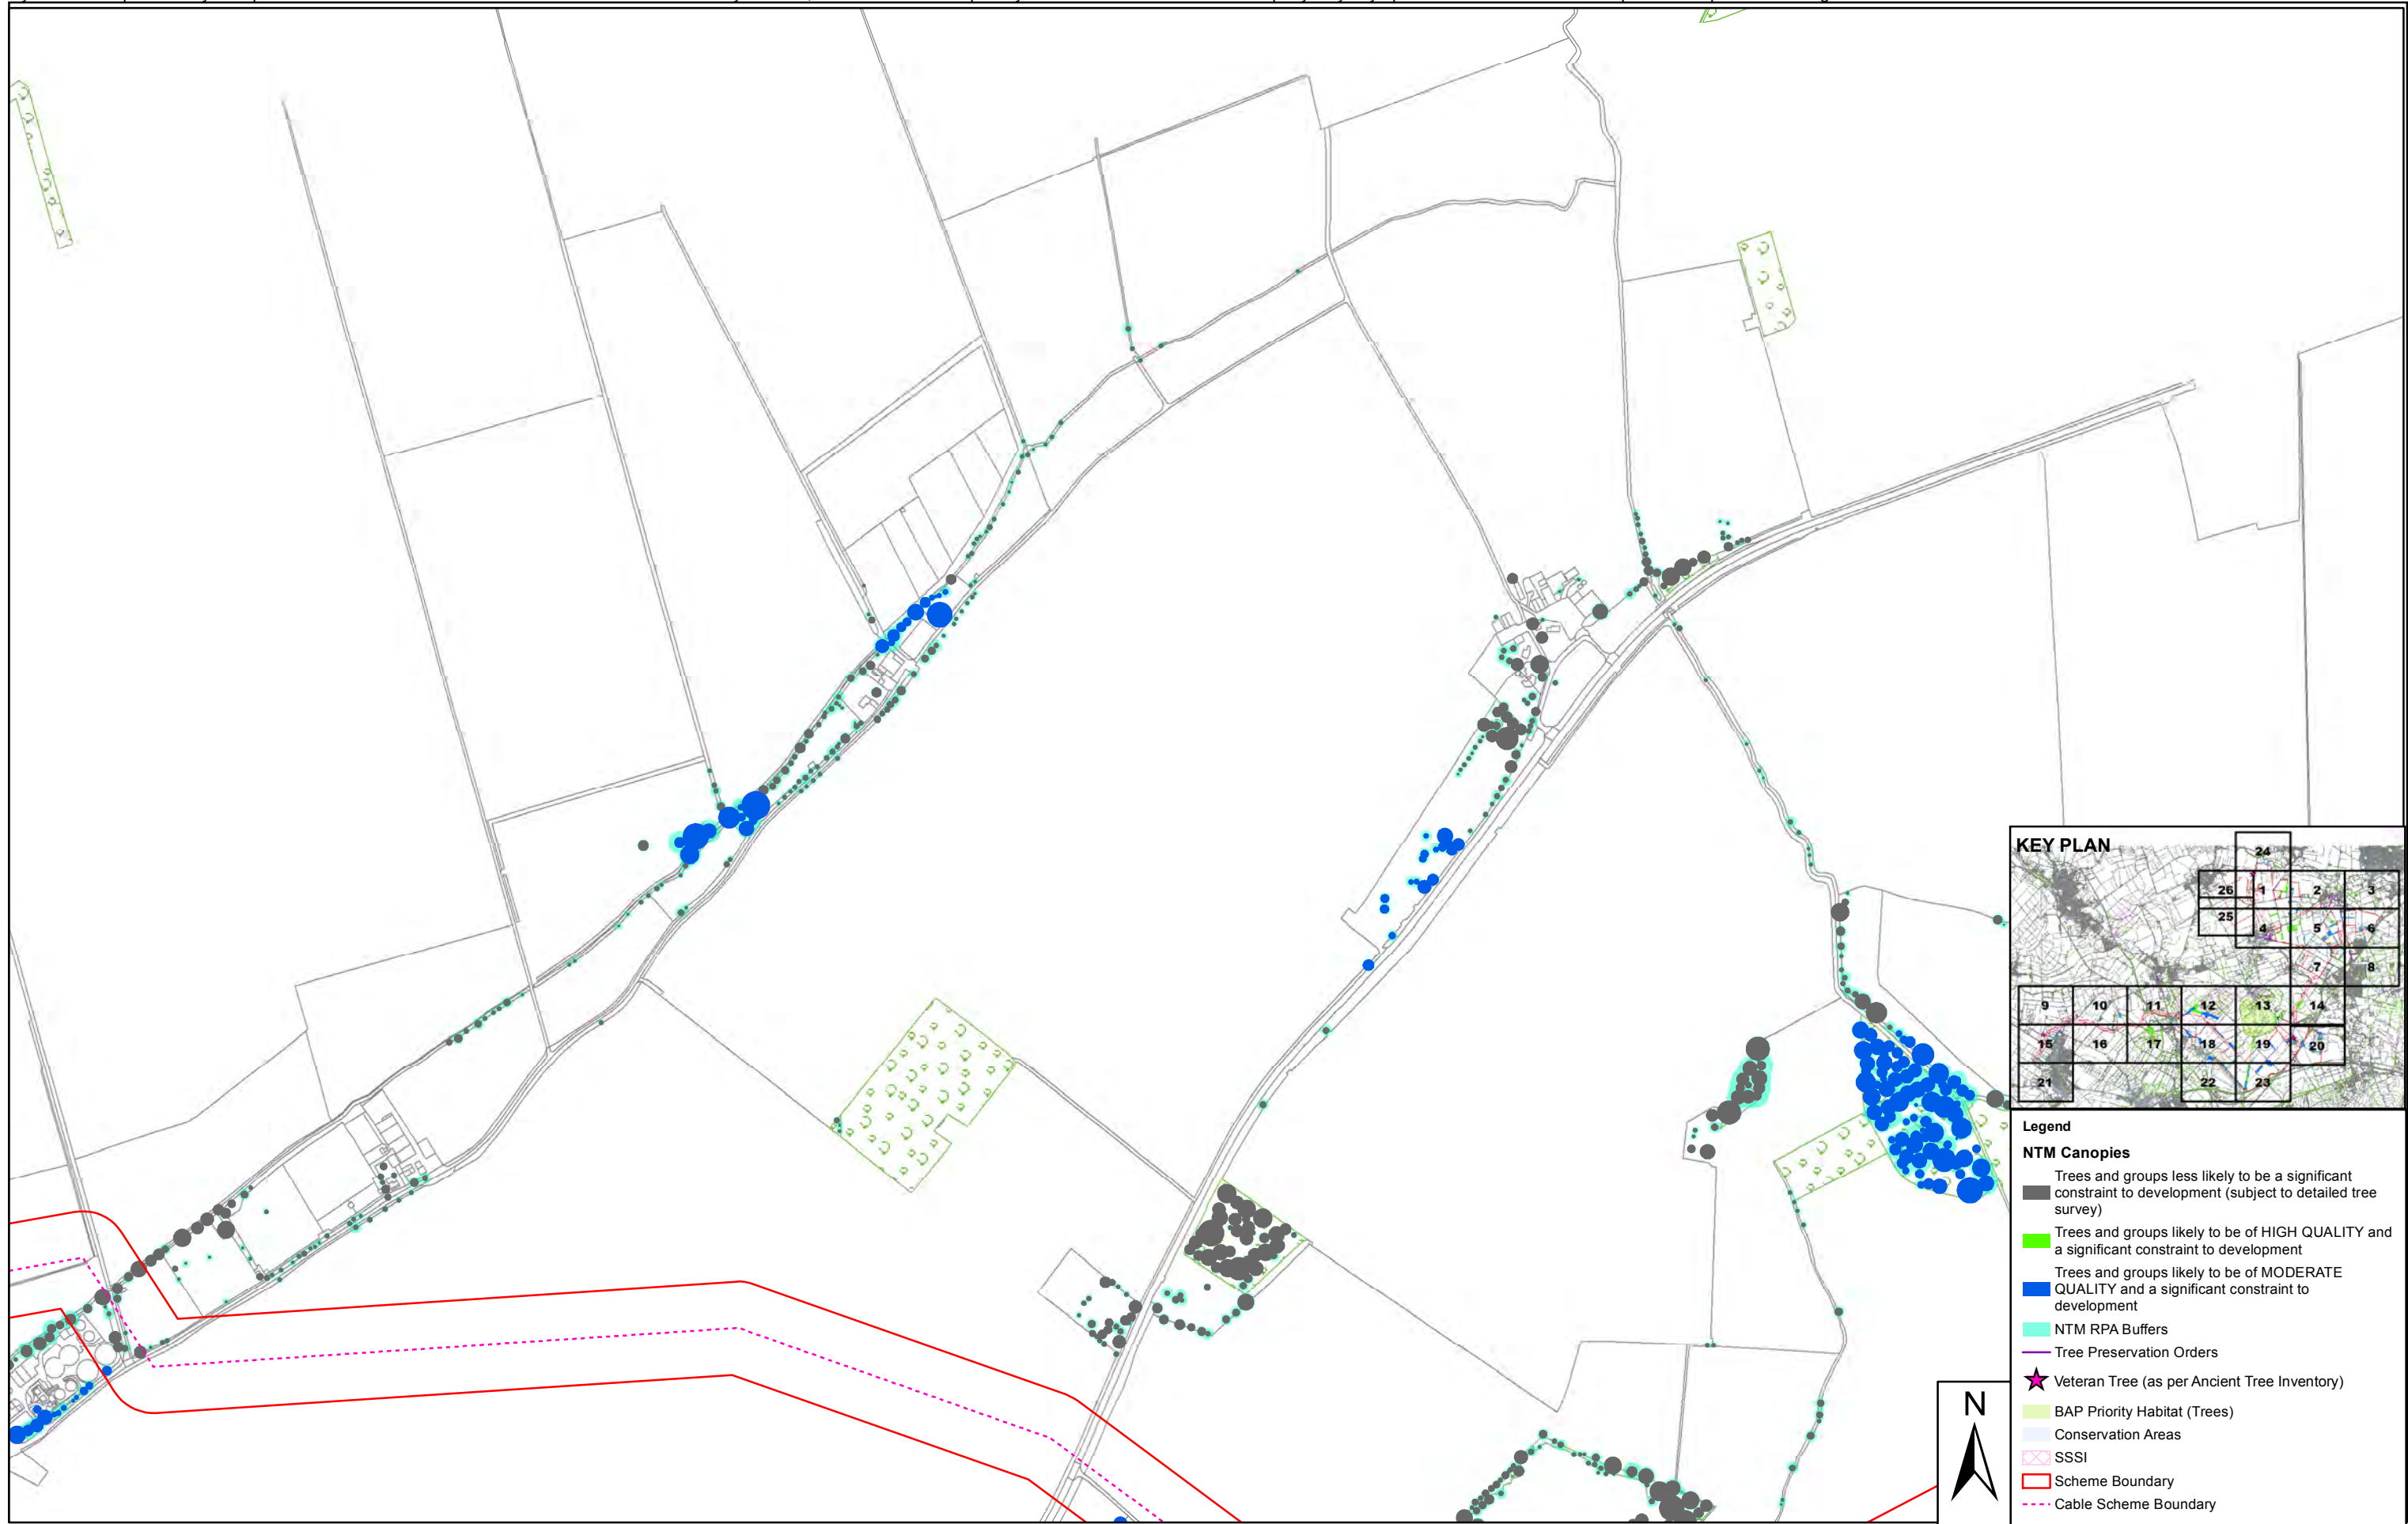 KEY PLAN
24
26 1 2 3
25 4 5 6
7 8
9 10 11 12 13 14
15 16 17 18 19 20
21 22 23
Legend
NTM Canopies
Trees and groups less likely to be a significant
constraint to development (subject to detailed tree
survey)
Trees and groups likely to be of HIGH QUALITY and
a significant constraint to development
Trees and groups likely to be of MODERATE
QUALITY and a significant constraint to
development
NTM RPA Buffers
Tree Preservation Orders
Veteran Tree (as per Ancient Tree Inventory)
BAP Priority Habitat (Trees)
Conservation Areas
SSSI
Scheme Boundary
Cable Scheme Boundary
N